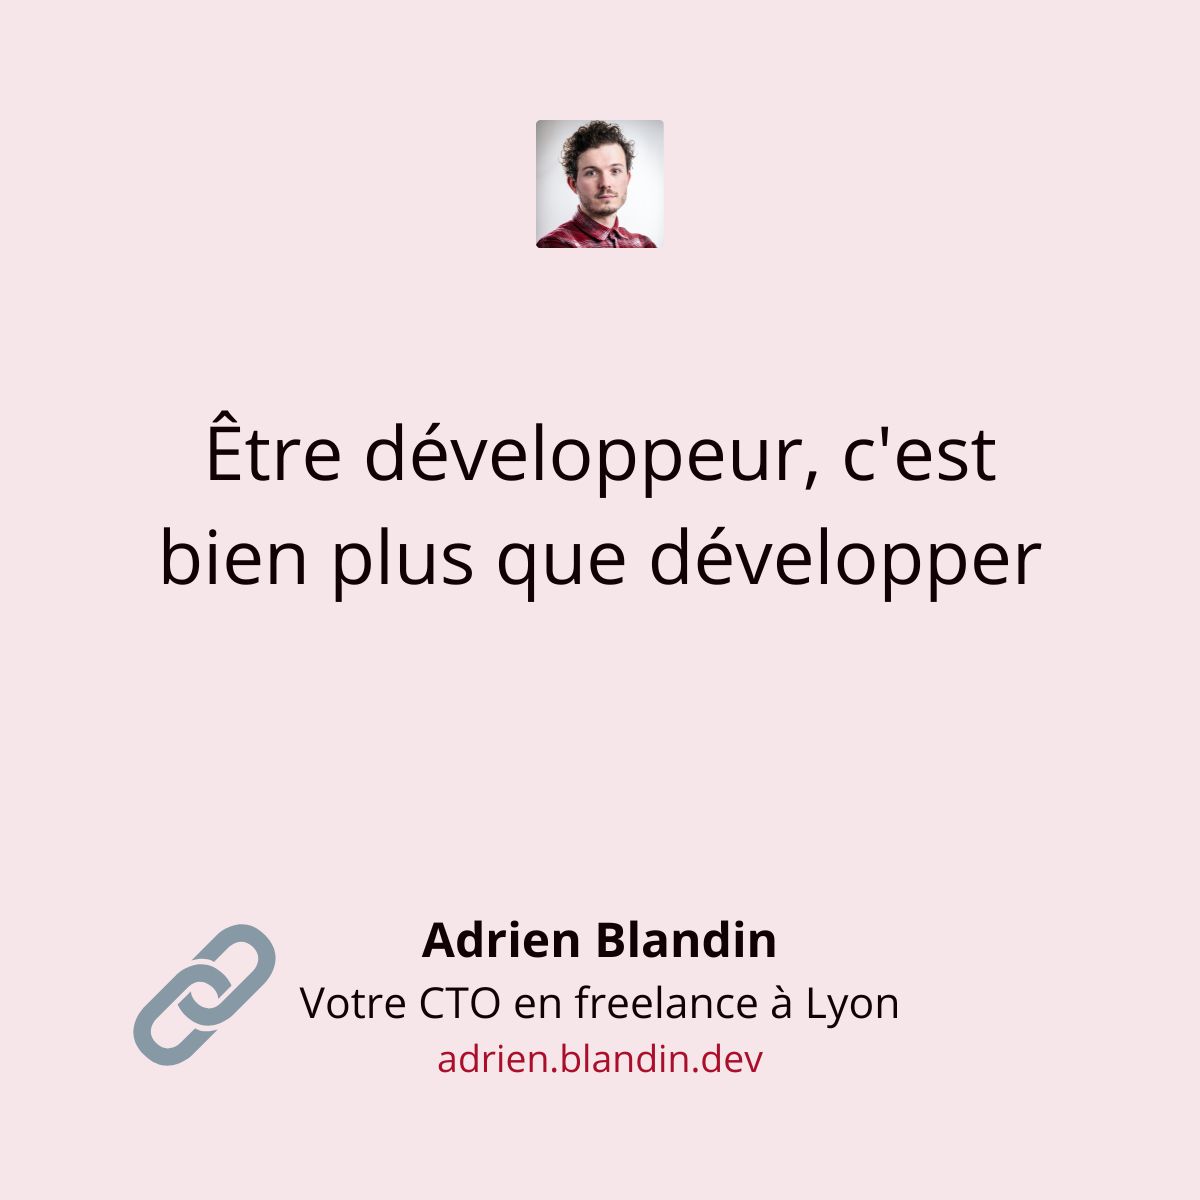 Être développeur, c'est
bien plus que développer
Adrien Blandin
Votre CTO en freelance à Lyon
adrien.blandin.dev